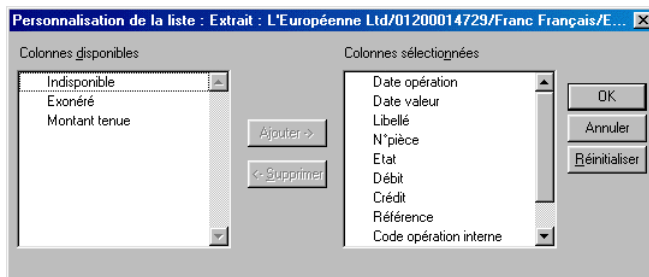 Personnalisation de la liste : Extrait : L'Européenne Ltd/01200014729/Franc Français/E...
Colonnes disponibles
Indisponible
Exonéré
Montant tenue
Ajouter ->
<- Supprimer
Colonnes sélectionnées
Date opération
Date valeur
Libellé
N°pièce
Etat
Débit
Crédit
Référence
Code opération interne
OK
Annuler
Réinitialiser